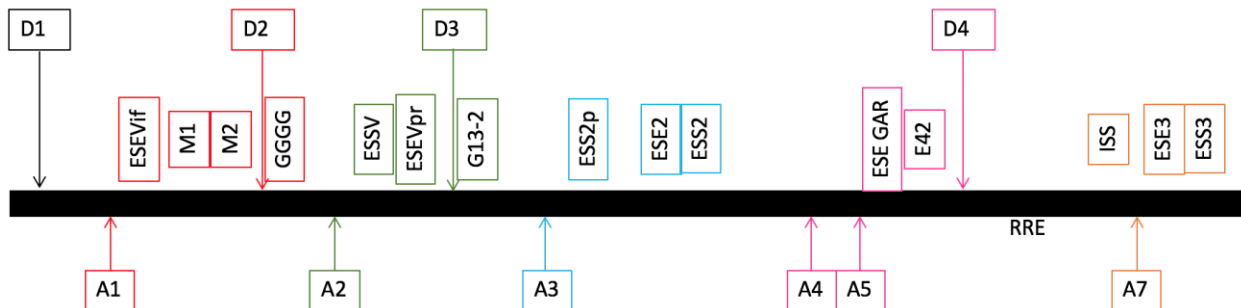 D1
D2
D3
D4
ESEVif
M1
M2
GGGG
ESSV
ESEVpr
G13-2
ESS2p
ESE2
ESS2
ESE GAR
E42
ISS
ESE3
ESS3
RRE
A1
A2
A3
A4
A5
A7